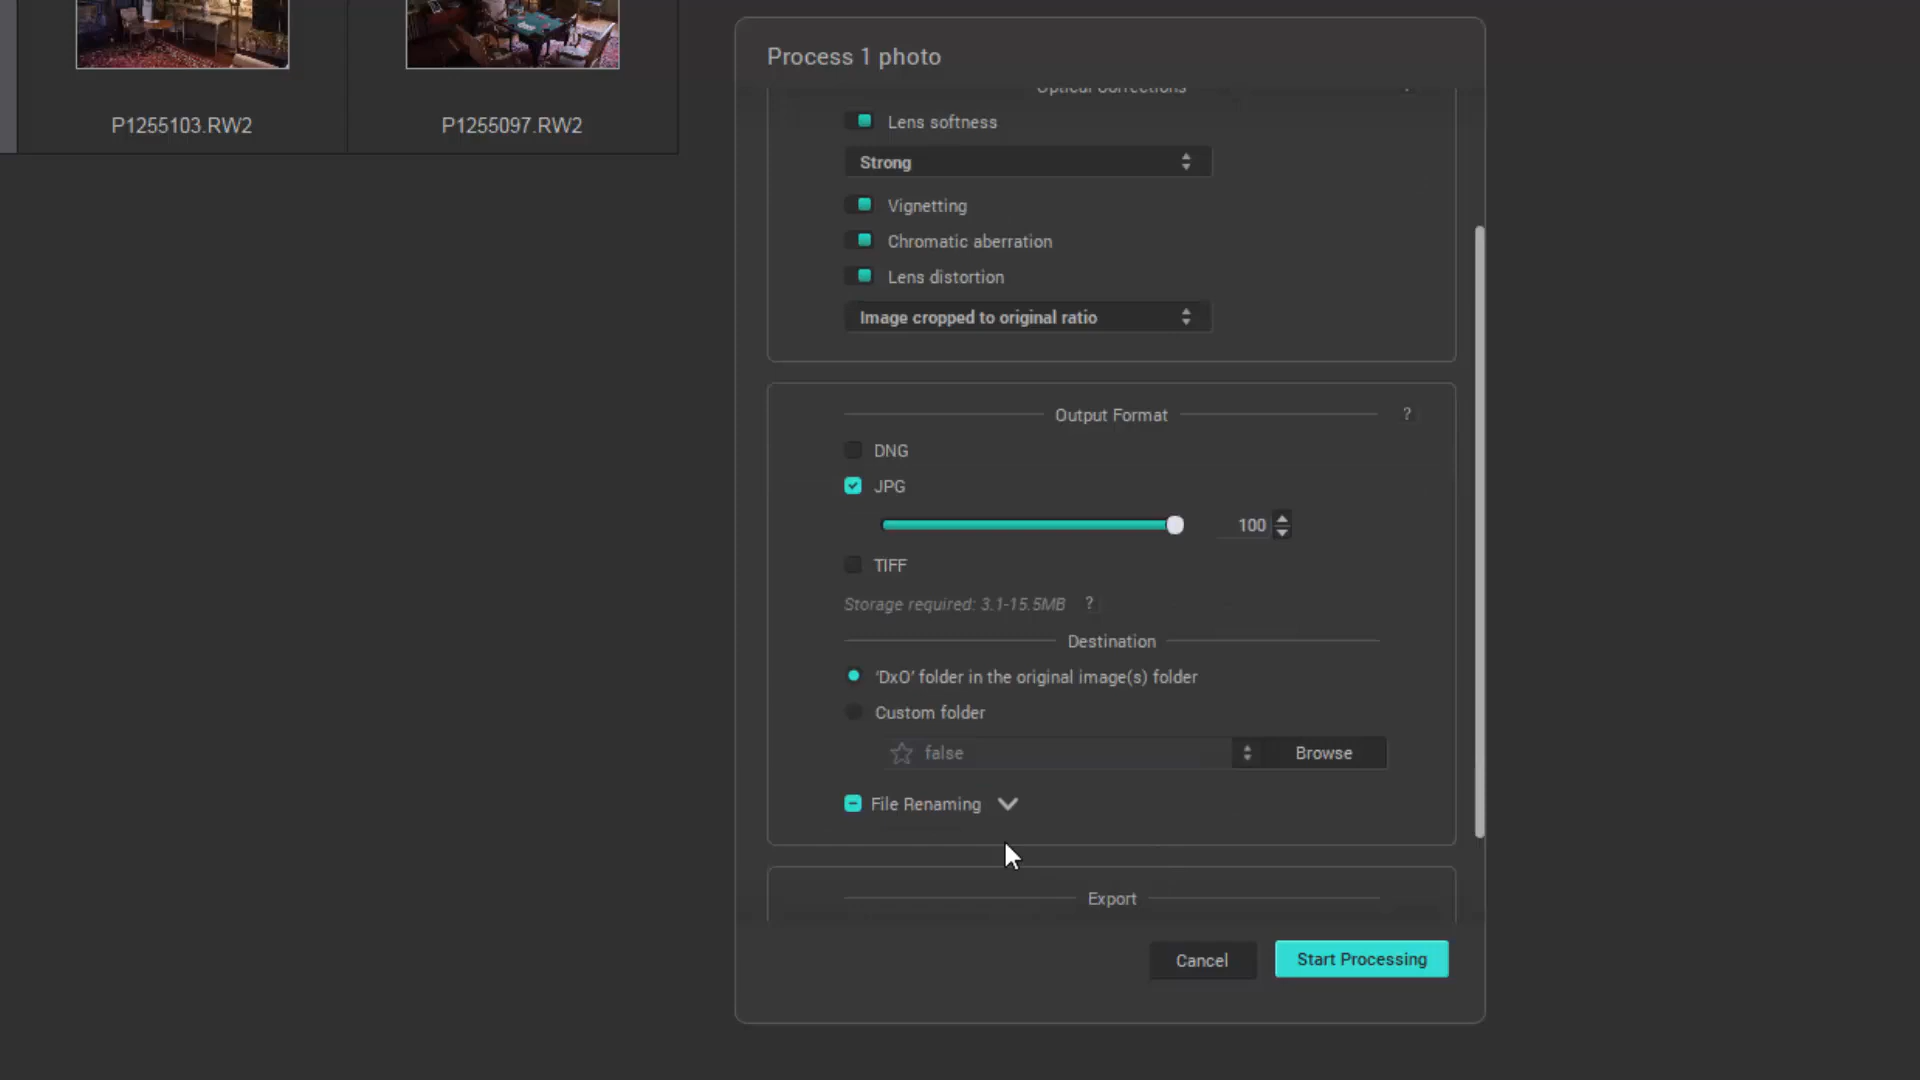 P1255103.RW2
P1255097.RW2
Process 1 photo
Optical Corrections
Lens softness
Strong
Vignetting
Chromatic aberration
Lens distortion
Image cropped to original ratio
Output Format ?
DNG
JPG
100
TIFF
Storage required: 3.1-15.5MB ?
Destination
‘DxO’ folder in the original image(s) folder
Custom folder
false Browse
File Renaming
Export
Cancel Start Processing